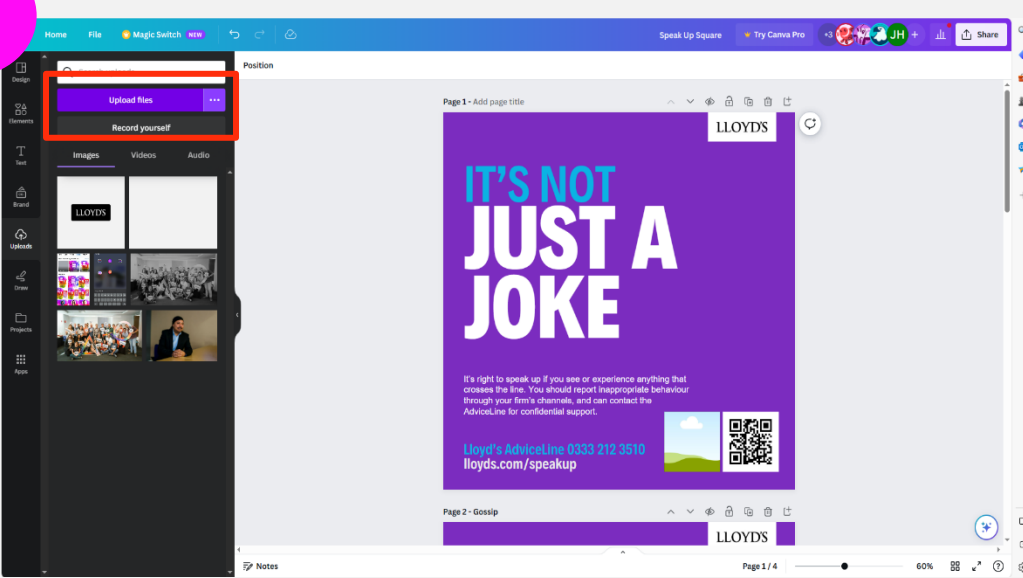 Home File Magic Switch NEW Speak Up Square Try Canva Pro +3 JH + Share
Design
Elements
Text
Brand
Uploads
Draw
Projects
Apps
Upload files
Record yourself
Images Videos Audio
LLOYD'S
Position
Page 1 - Add page title
LLOYD'S
IT'S NOT
JUST A
JOKE
It's right to speak up if you see or experience anything that
crosses the line. You should report inappropriate behaviour
through your firm's channels, and can contact the
AdviceLine for confidential support.
Lloyd's AdviceLine 0333 212 3510
lloyds.com/speakup
Page 2 - Gossip
LLOYD'S
Notes Page 1 / 4 60%